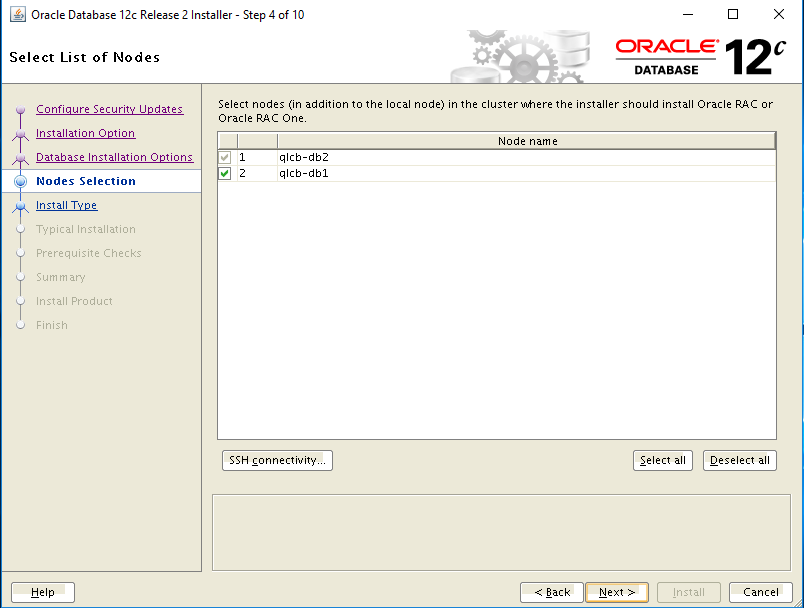 Oracle Database 12c Release 2 Installer - Step 4 of 10
Select List of Nodes
ORACLE
DATABASE
12c
Configure Security Updates
Installation Option
Database Installation Options
Nodes Selection
Install Type
Typical Installation
Prerequisite Checks
Summary
Install Product
Finish
Select nodes (in addition to the local node) in the cluster where the installer should install Oracle RAC or
Oracle RAC One.
Node name
1 qlcb-db2
2 qlcb-db1
SSH connectivity...
Select all
Deselect all
Help
< Back
Next >
Install
Cancel